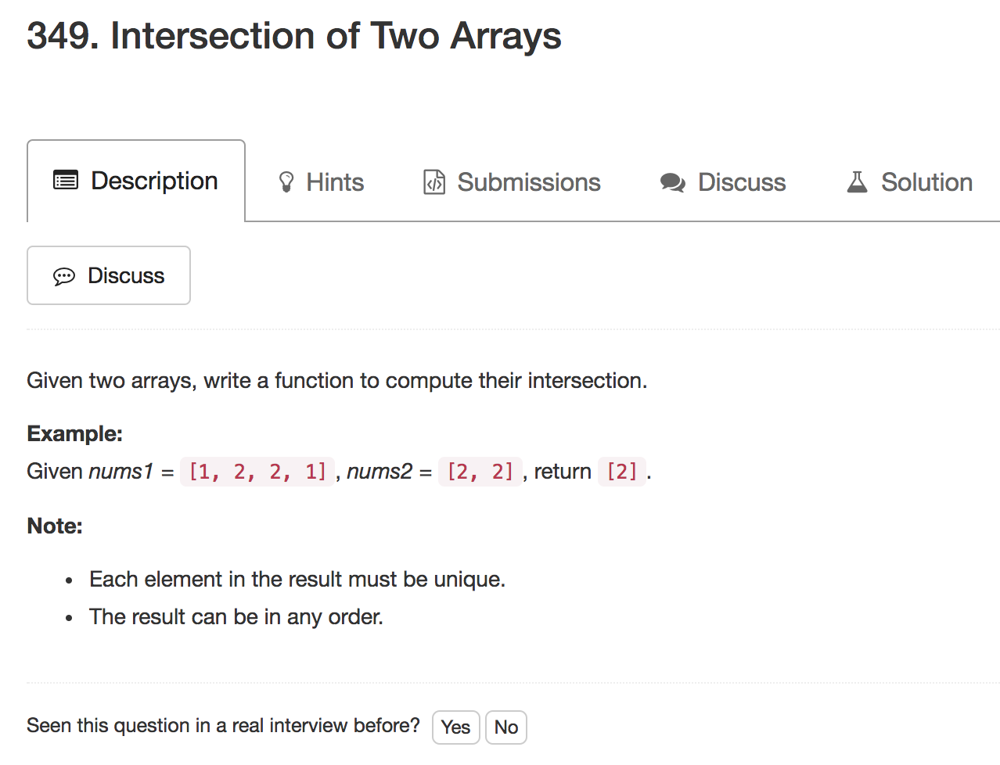 349. Intersection of Two Arrays
Description Hints Submissions Discuss Solution
Discuss
Given two arrays, write a function to compute their intersection.
Example:
Given nums1 = [1, 2, 2, 1], nums2 = [2, 2], return [2].
Note:
• Each element in the result must be unique.
• The result can be in any order.
Seen this question in a real interview before? Yes No